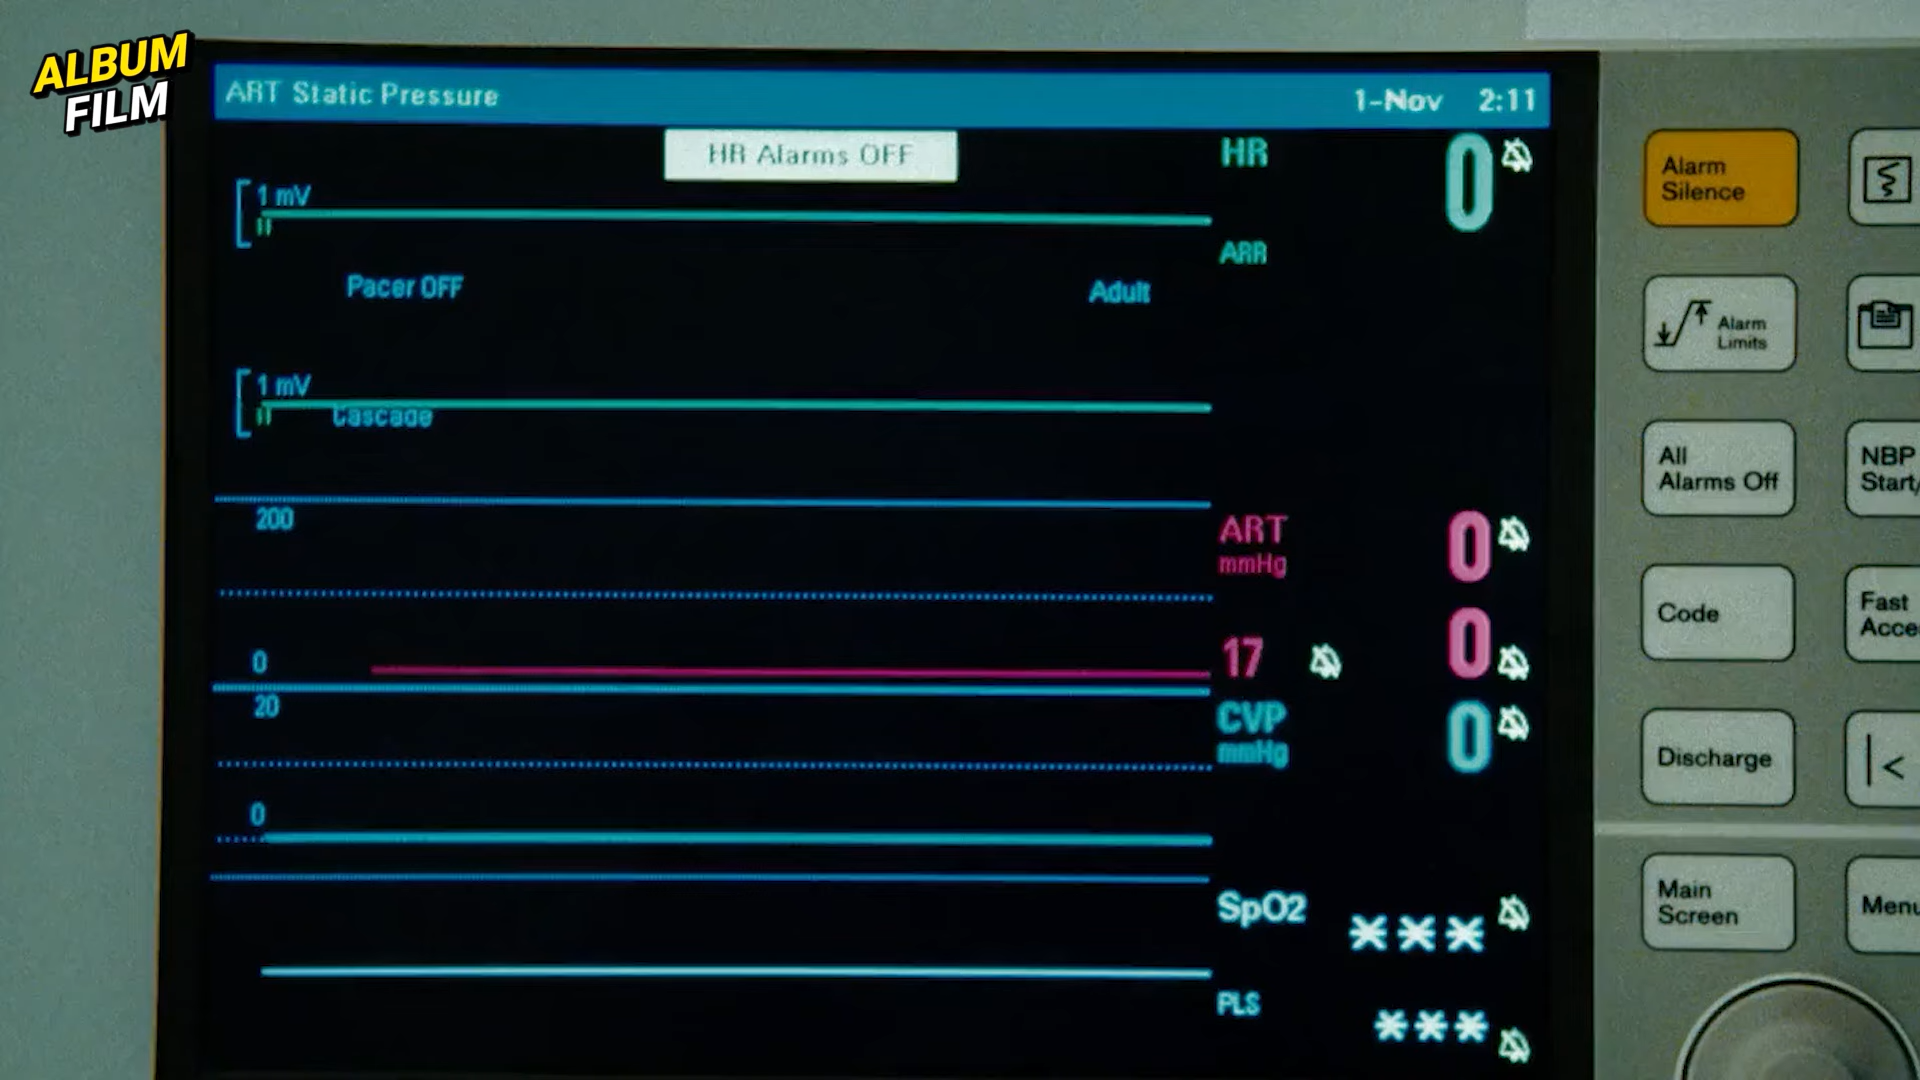 ALBUM
FILM
ART Static Pressure
1-Nov 2:11
HR Alarms OFF
HR
0
1 mV
II
ARR
Pacer OFF
Adult
1 mV
II
Cascade
200
ART
mmHg
0
0
17
0
20
CVP
mmHg
0
0
SpO2
***
PLS
***
Alarm
Silence
Alarm
Limits
All
Alarms Off
NBP
Start/
Code
Fast
Acce
Discharge
|<
Main
Screen
Menu